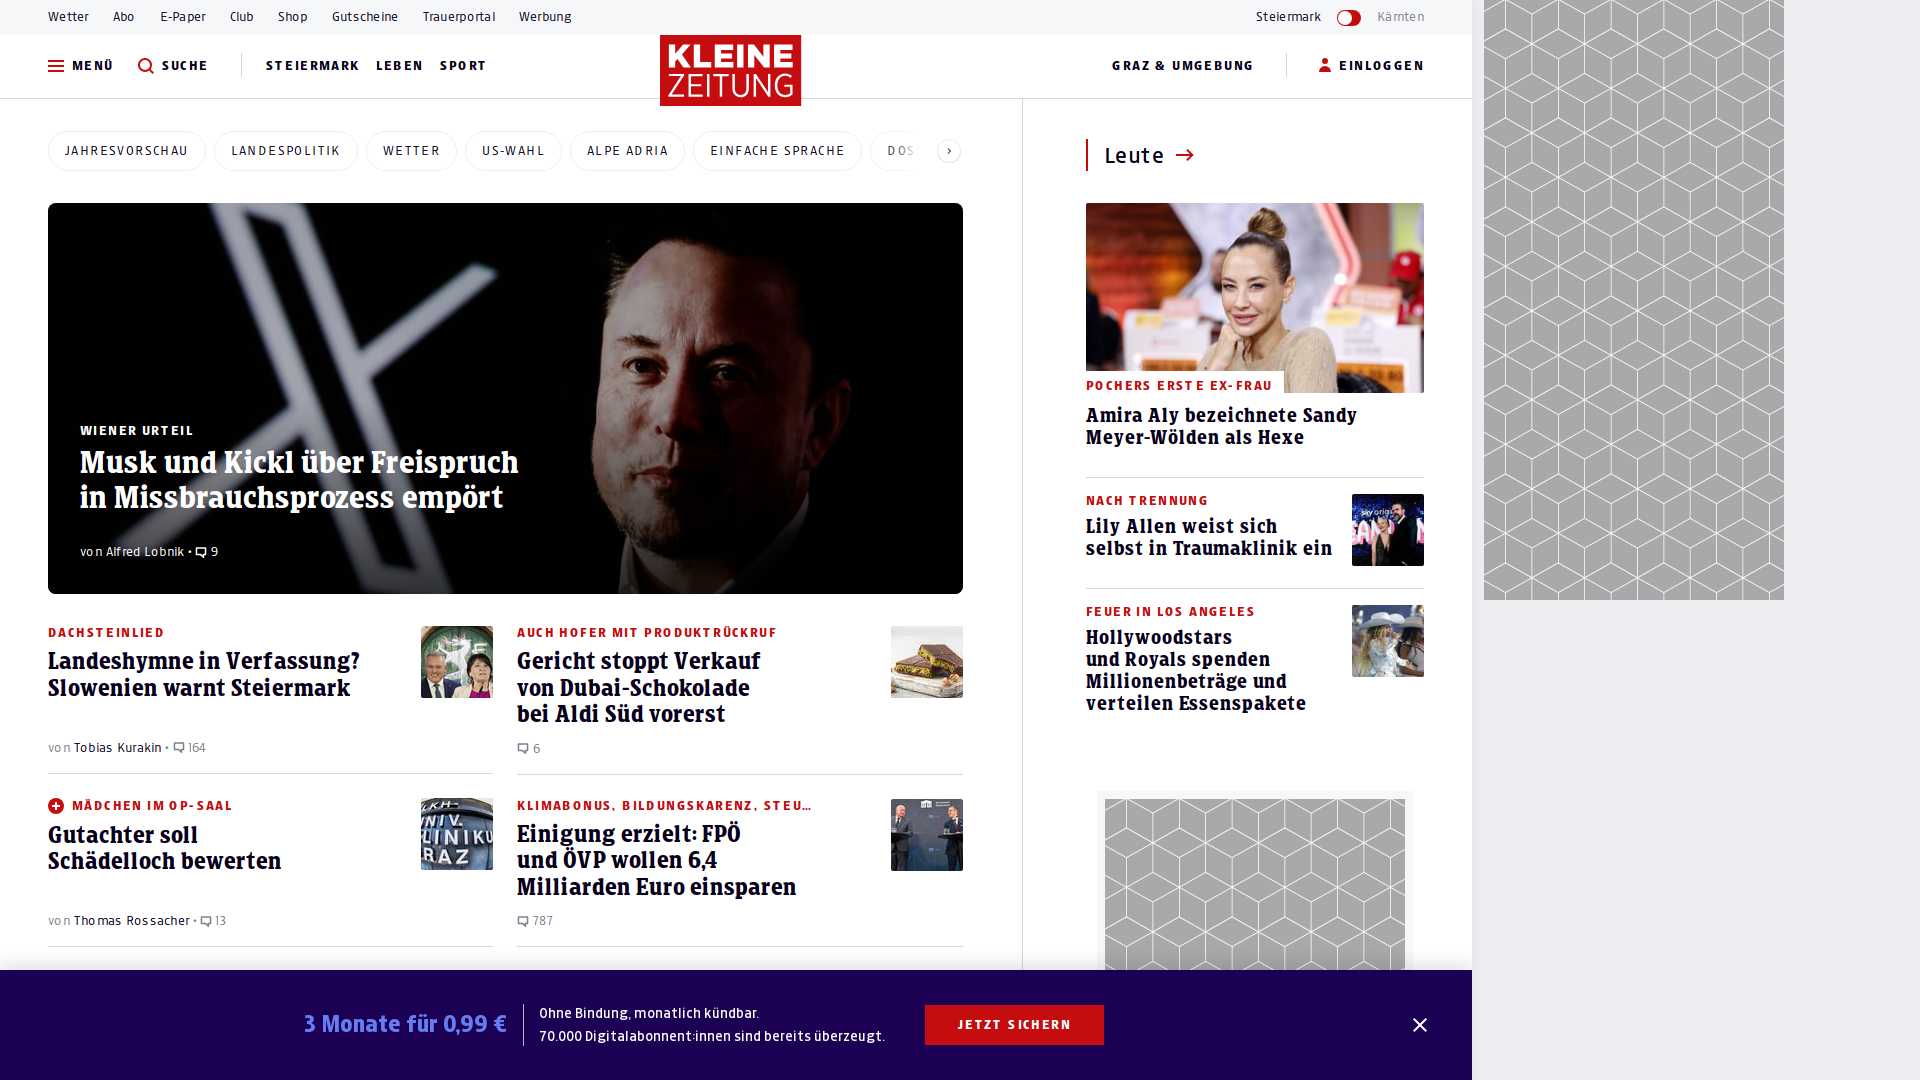 Wetter Abo E-Paper Club Shop Gutscheine Trauerportal Werbung Steiermark Kärnten
MENÜ SUCHE STEIERMARK LEBEN SPORT KLEINE ZEITUNG GRAZ & UMGEBUNG EINLOGGEN
JAHRESVORSCHAU LANDESPOLITIK WETTER US-WAHL ALPE ADRIA EINFACHE SPRACHE DOS
WIENER URTEIL
Musk und Kickl über Freispruch
in Missbrauchsprozess empört
von Alfred Lobnik • 9
DACHSTEINLIED
Landeshymne in Verfassung?
Slowenien warnt Steiermark
von Tobias Kurakin • 164
AUCH HOFER MIT PRODUKTRÜCKRUF
Gericht stoppt Verkauf
von Dubai-Schokolade
bei Aldi Süd vorerst
6
MÄDCHEN IM OP-SAAL
Gutachter soll
Schädelloch bewerten
von Thomas Rossacher • 13
LKH-
UNIV.
KLINIKU
RAZ
KLIMABONUS, BILDUNGSKARENZ, STEU...
Einigung erzielt: FPÖ
und ÖVP wollen 6,4
Milliarden Euro einsparen
787
Leute
POCHERS ERSTE EX-FRAU
Amira Aly bezeichnete Sandy
Meyer-Wölden als Hexe
NACH TRENNUNG
Lily Allen weist sich
selbst in Traumaklinik ein
FEUER IN LOS ANGELES
Hollywoodstars
und Royals spenden
Millionenbeträge und
verteilen Essenspakete
3 Monate für 0,99 €
Ohne Bindung, monatlich kündbar.
70.000 Digitalabonnent:innen sind bereits überzeugt.
JETZT SICHERN